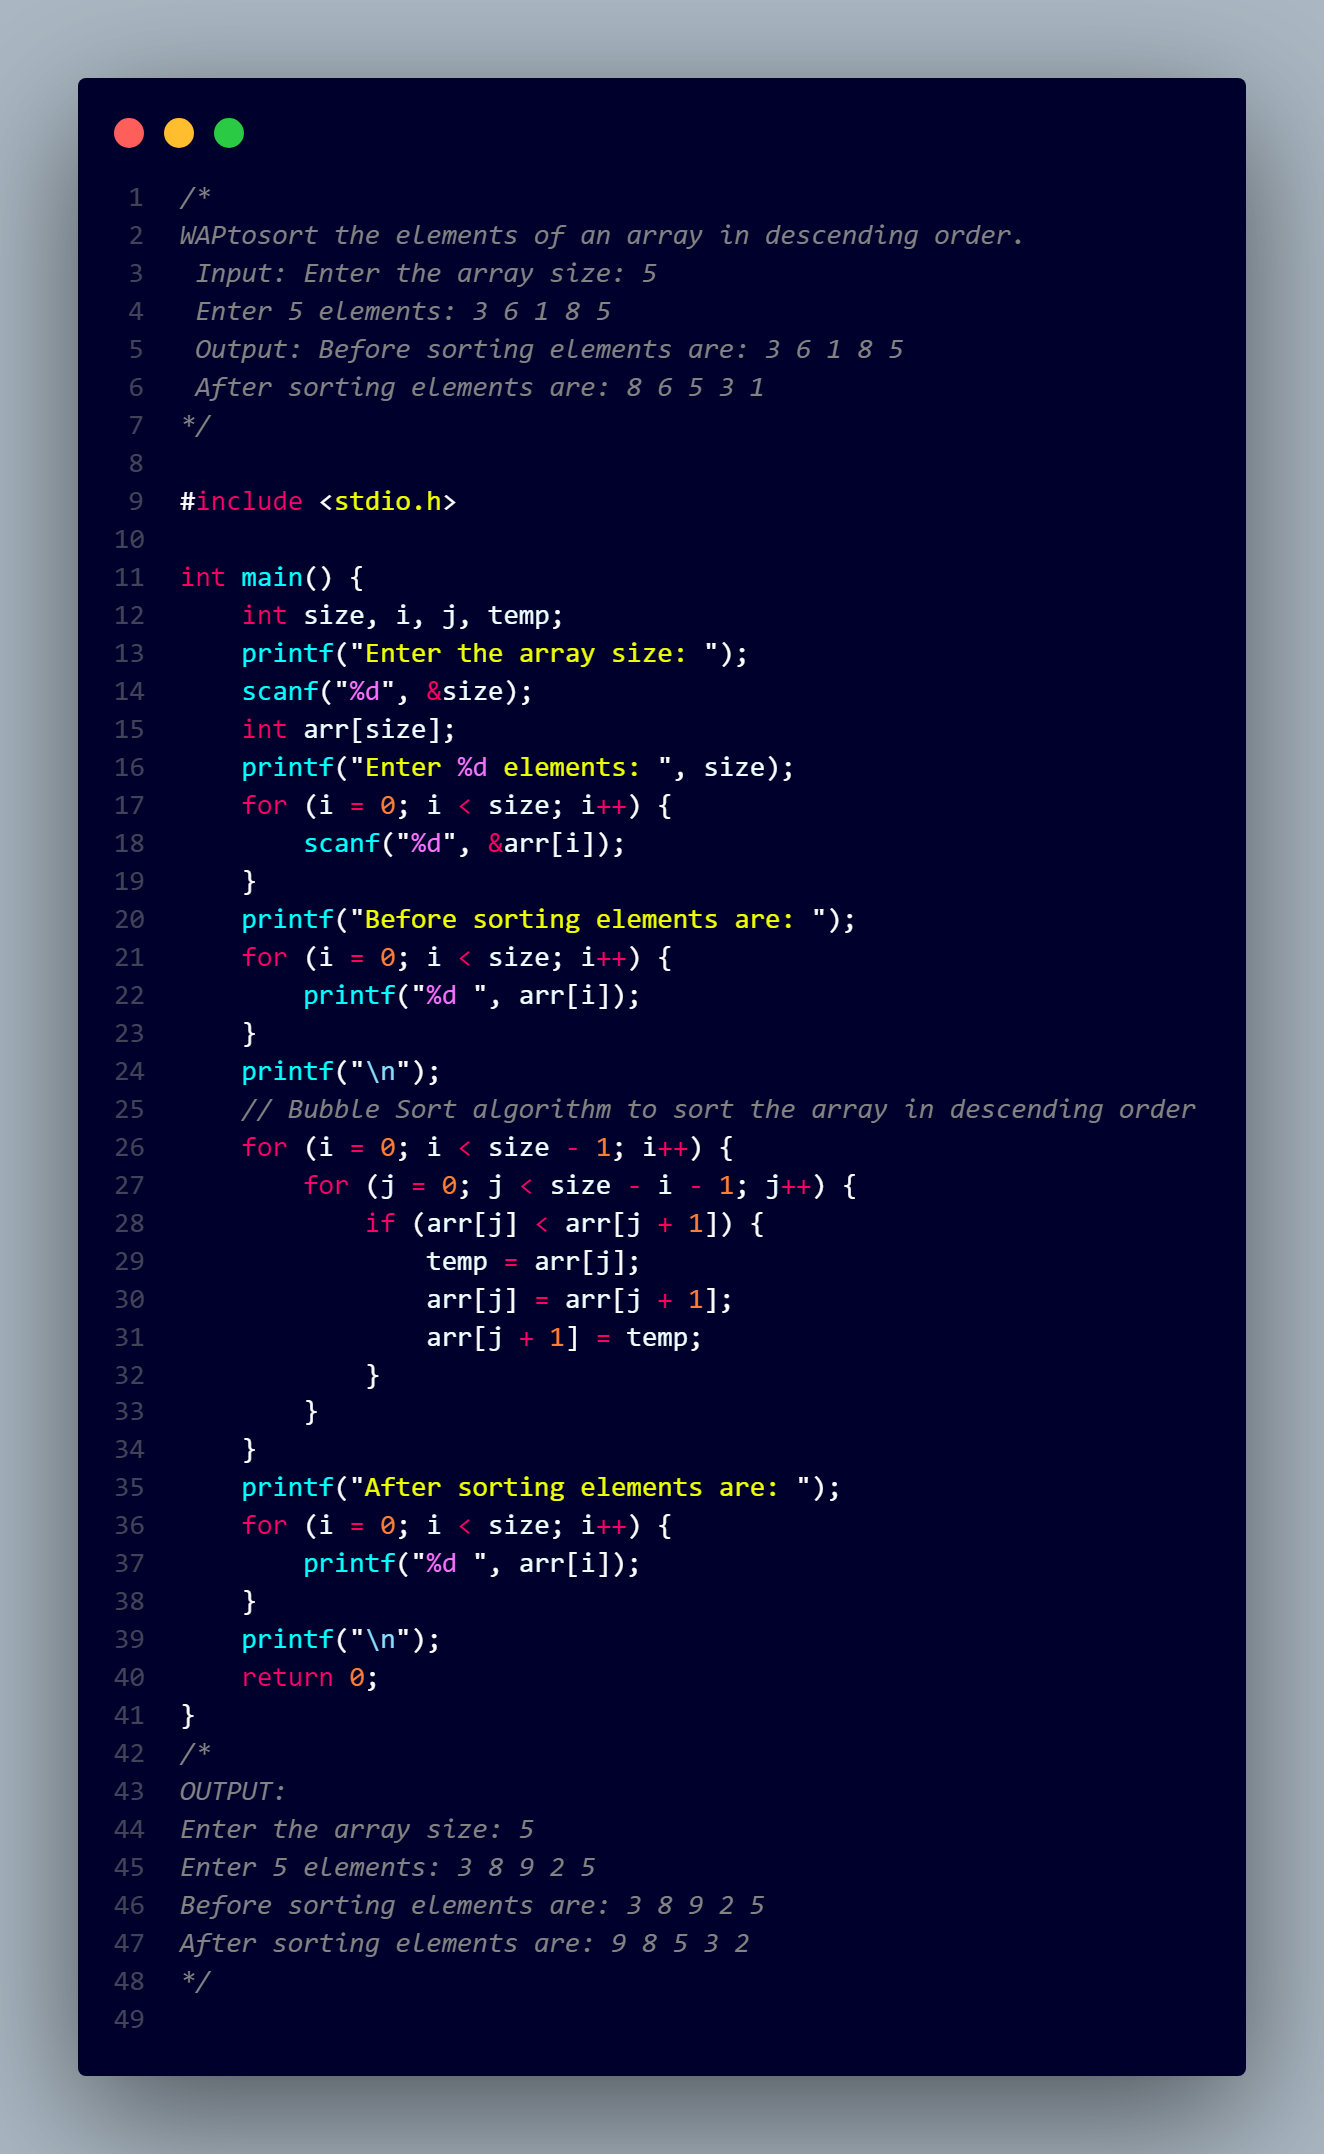 1 /*
2 WAPtosort the elements of an array in descending order.
3  Input: Enter the array size: 5
4  Enter 5 elements: 3 6 1 8 5
5  Output: Before sorting elements are: 3 6 1 8 5
6  After sorting elements are: 8 6 5 3 1
7 */
8
9 #include <stdio.h>
10
11 int main() {
12     int size, i, j, temp;
13     printf("Enter the array size: ");
14     scanf("%d", &size);
15     int arr[size];
16     printf("Enter %d elements: ", size);
17     for (i = 0; i < size; i++) {
18         scanf("%d", &arr[i]);
19     }
20     printf("Before sorting elements are: ");
21     for (i = 0; i < size; i++) {
22         printf("%d ", arr[i]);
23     }
24     printf("\n");
25     // Bubble Sort algorithm to sort the array in descending order
26     for (i = 0; i < size - 1; i++) {
27         for (j = 0; j < size - i - 1; j++) {
28             if (arr[j] < arr[j + 1]) {
29                 temp = arr[j];
30                 arr[j] = arr[j + 1];
31                 arr[j + 1] = temp;
32             }
33         }
34     }
35     printf("After sorting elements are: ");
36     for (i = 0; i < size; i++) {
37         printf("%d ", arr[i]);
38     }
39     printf("\n");
40     return 0;
41 }
42 /*
43 OUTPUT:
44 Enter the array size: 5
45 Enter 5 elements: 3 8 9 2 5
46 Before sorting elements are: 3 8 9 2 5
47 After sorting elements are: 9 8 5 3 2
48 */
49